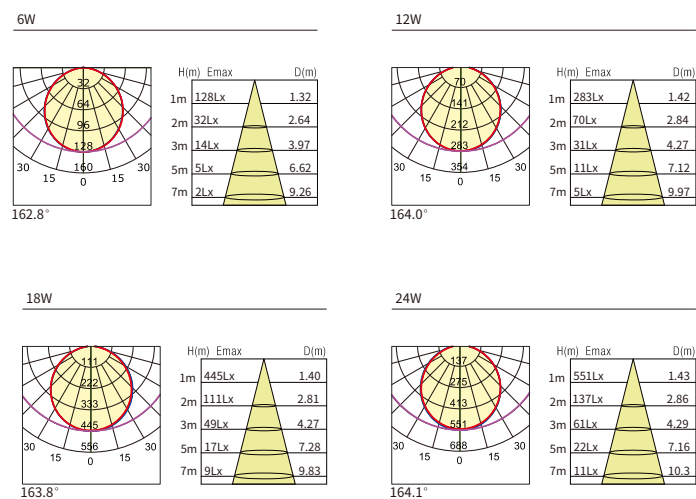 6W
32
64
96
128
160
30 15 0 15 30
162.8°
H(m) Emax D(m)
1m 128Lx 1.32
2m 32Lx 2.64
3m 14Lx 3.97
5m 5Lx 6.62
7m 2Lx 9.26
12W
70
141
212
283
354
30 15 0 15 30
164.0°
H(m) Emax D(m)
1m 283Lx 1.42
2m 70Lx 2.84
3m 31Lx 4.27
5m 11Lx 7.12
7m 5Lx 9.97
18W
111
222
333
445
556
30 15 0 15 30
163.8°
H(m) Emax D(m)
1m 445Lx 1.40
2m 111Lx 2.81
3m 49Lx 4.27
5m 17Lx 7.28
7m 9Lx 9.83
24W
137
275
413
551
688
30 15 0 15 30
164.1°
H(m) Emax D(m)
1m 551Lx 1.43
2m 137Lx 2.86
3m 61Lx 4.29
5m 22Lx 7.16
7m 11Lx 10.3